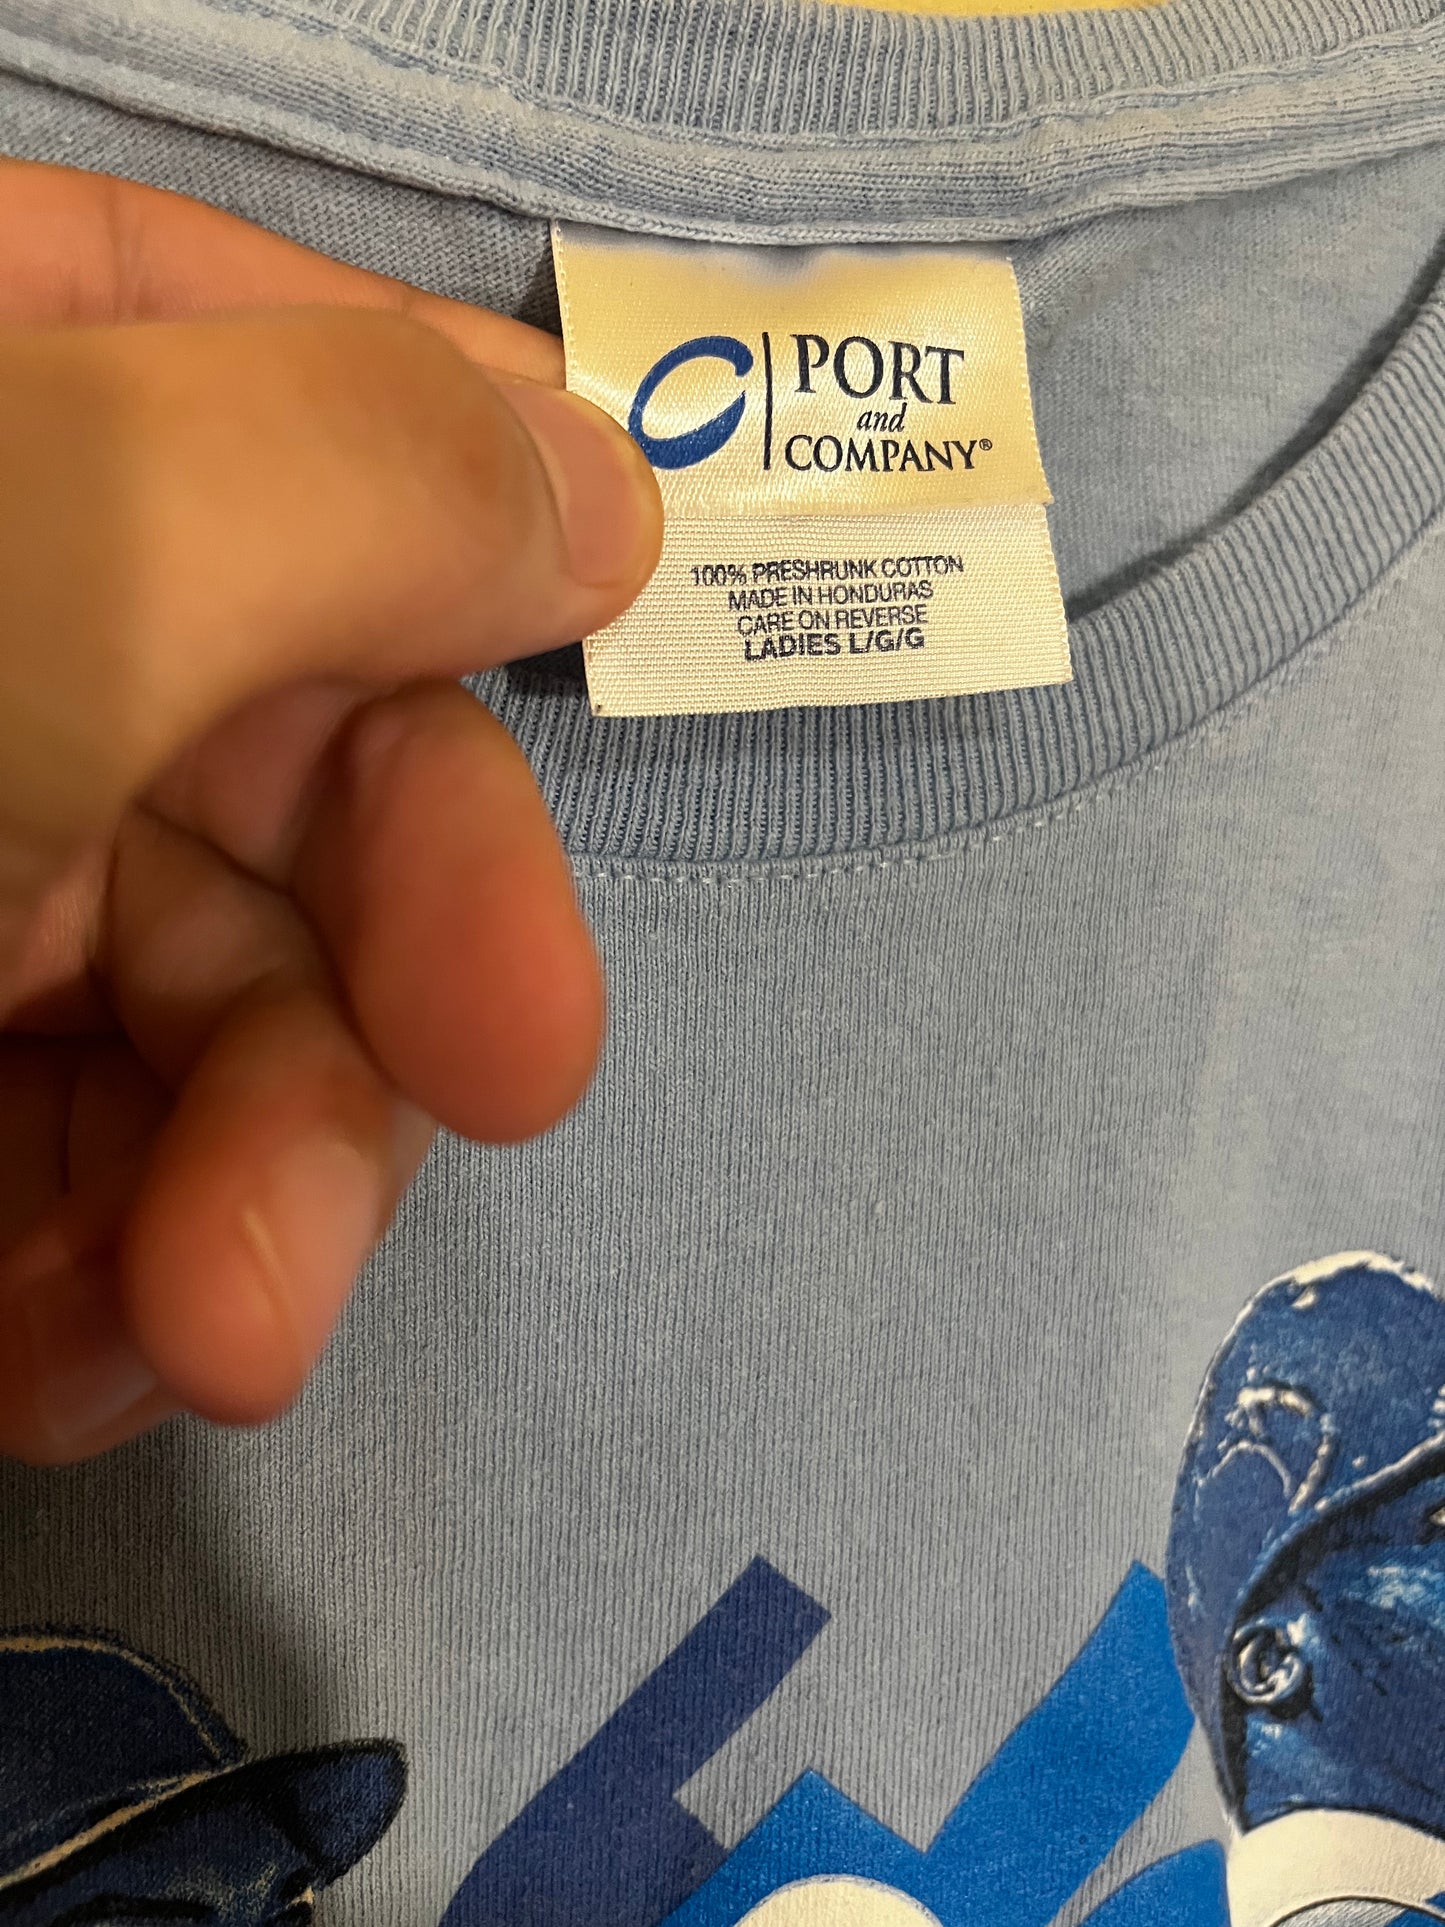 PORT
and
COMPANY®
100% PRESHRUNK COTTON
MADE IN HONDURAS
CARE ON REVERSE
LADIES L/G/G